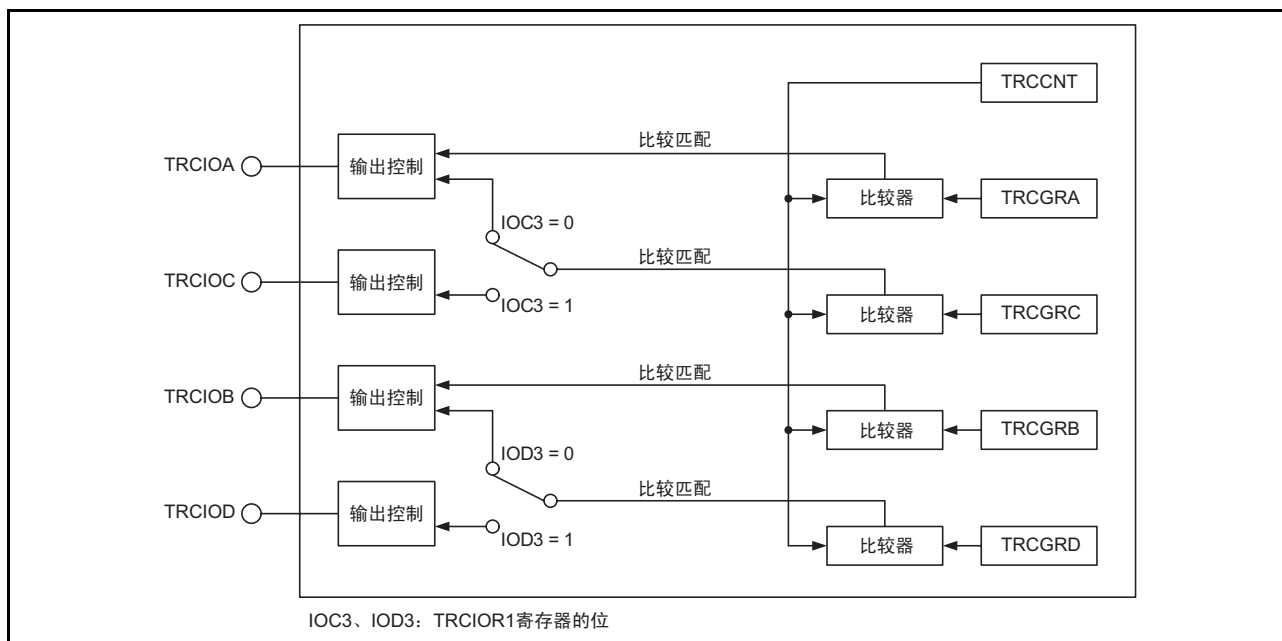 TRCCNT
比较匹配
TRCIOA
输出控制
比较器
TRCGRA
IOC3 = 0
比较匹配
TRCIOC
输出控制
IOC3 = 1
比较器
TRCGRC
比较匹配
TRCIOB
输出控制
比较器
TRCGRB
IOD3 = 0
比较匹配
TRCIOD
输出控制
IOD3 = 1
比较器
TRCGRD
IOC3、IOD3：TRCIOR1寄存器的位